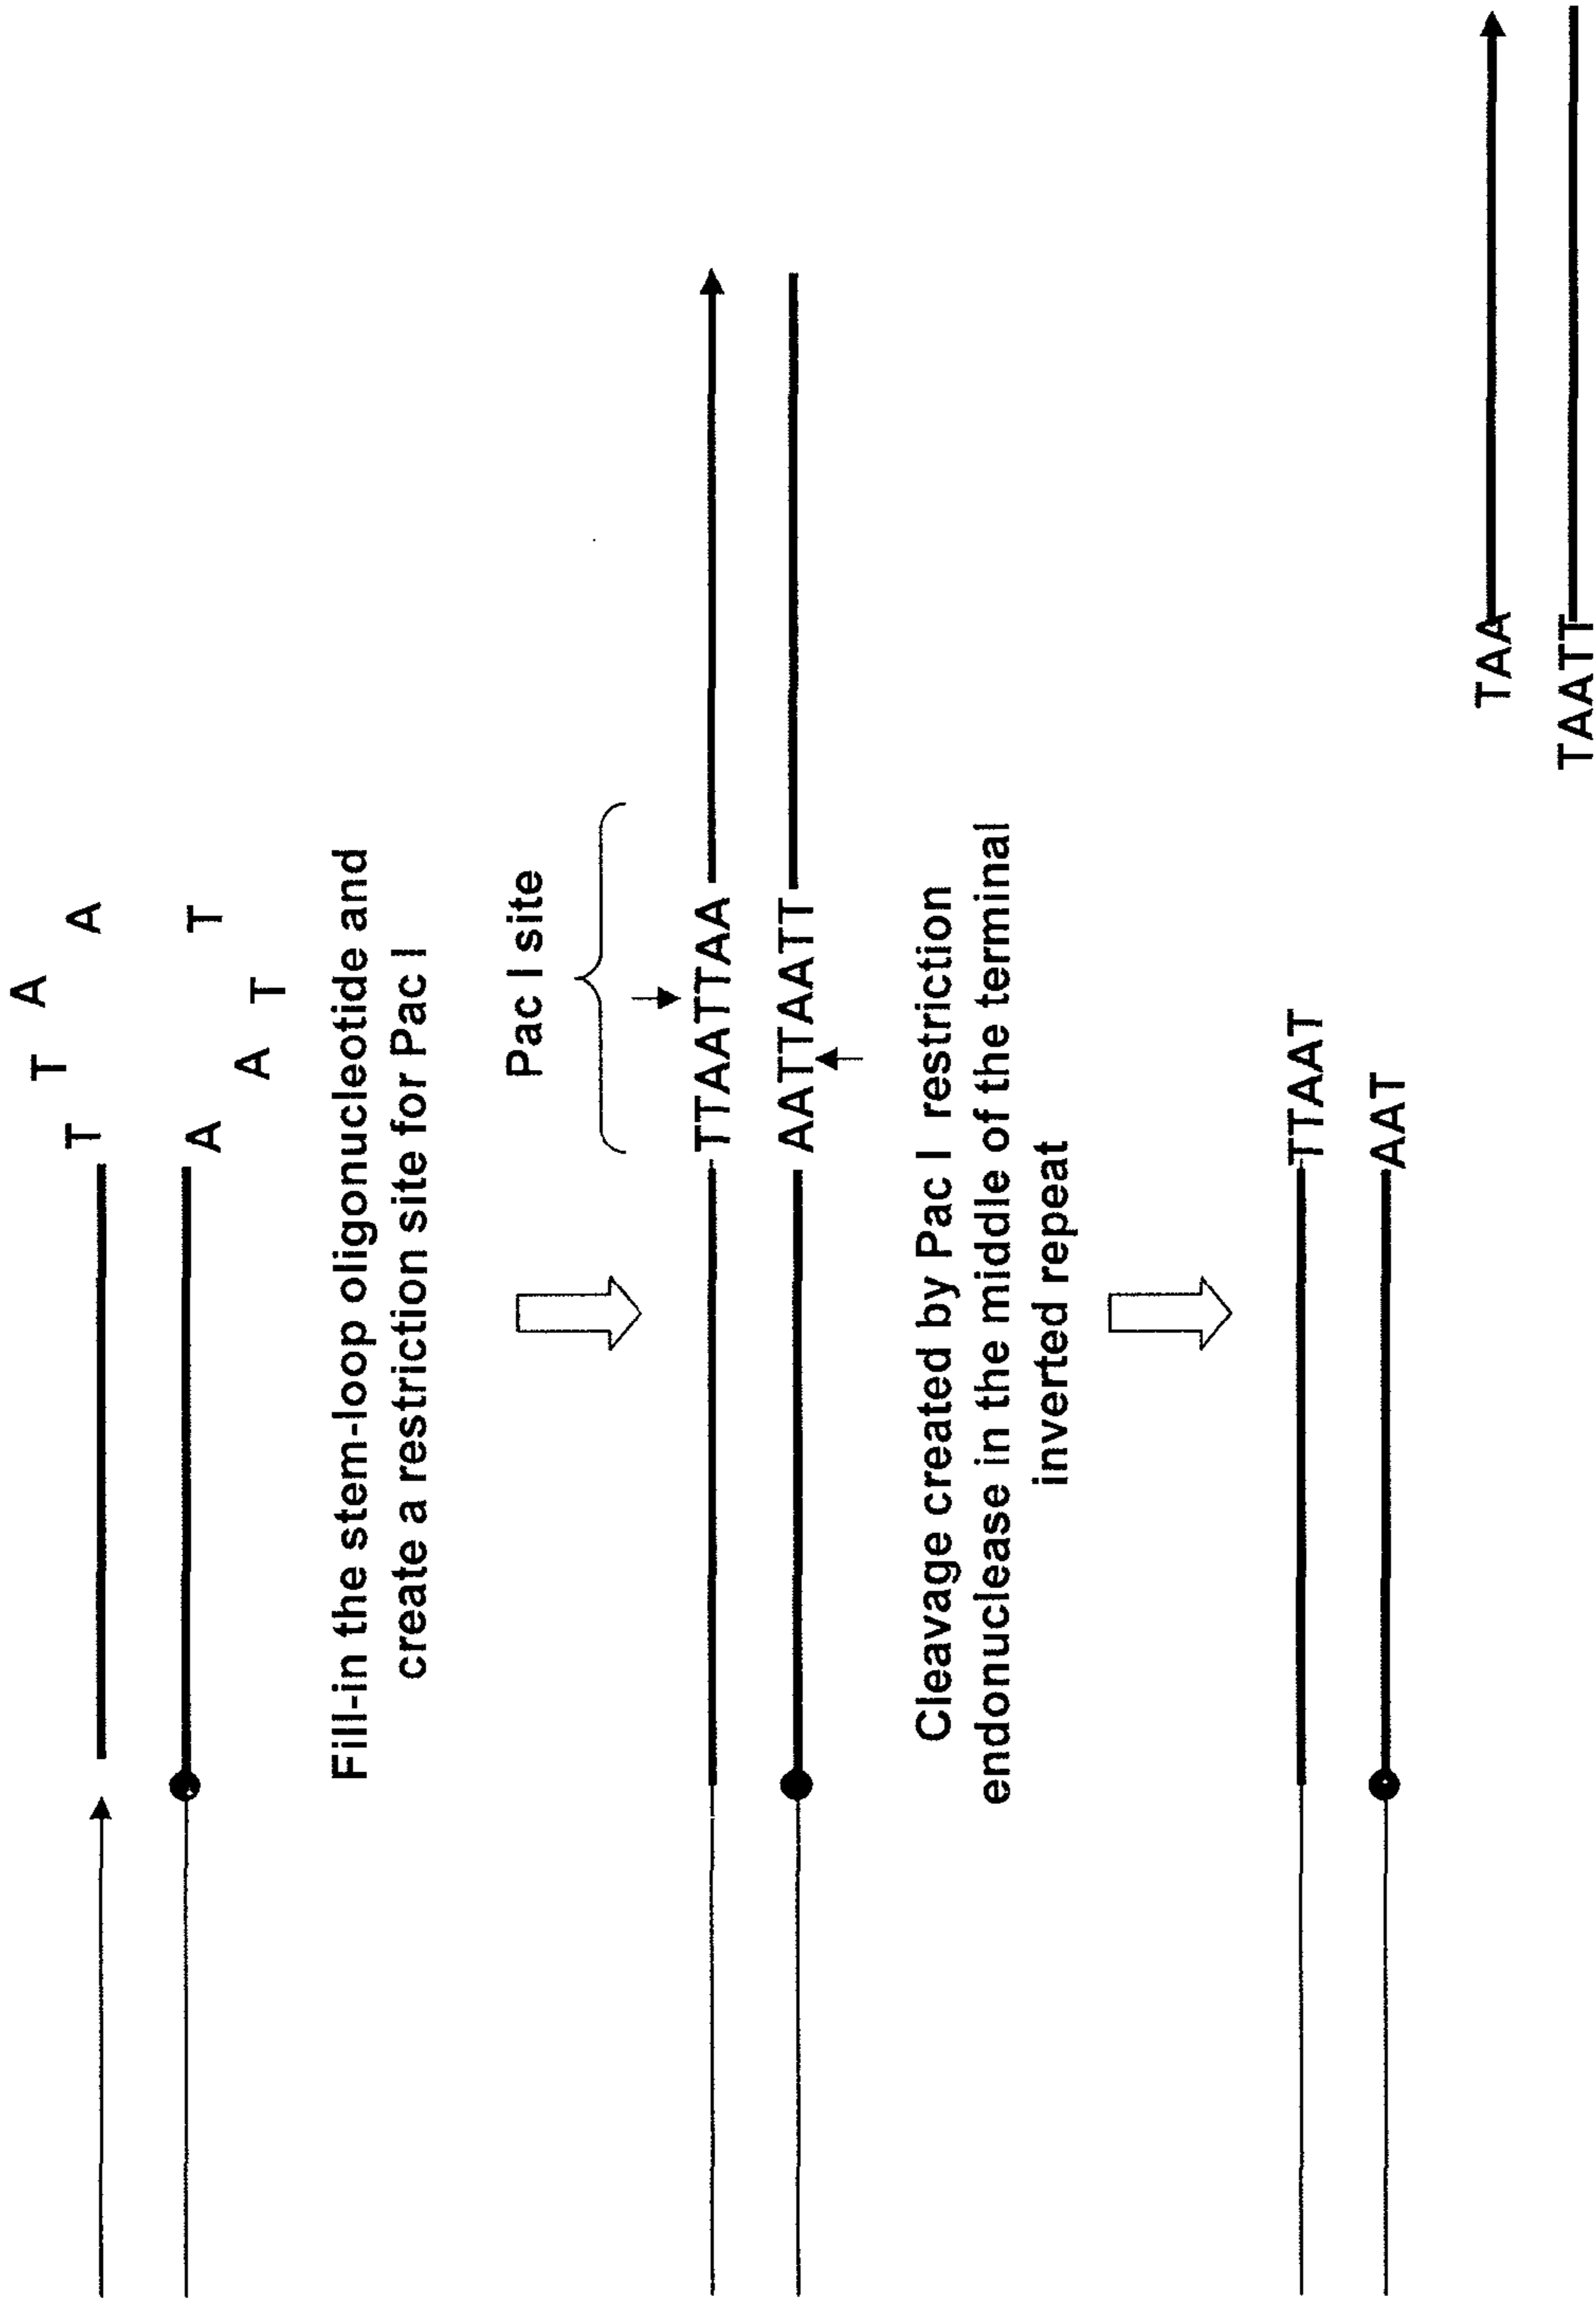 T A
T A
A T
A T
Fill-in the stem-loop oligonucleotide and
create a restriction site for Pac I
Pac I site
TTAATTAA
AATTAATT
Cleavage created by Pac I restriction
endonuclease in the middle of the terminal
inverted repeat
TTAAT
AAT
TAA
TAATT